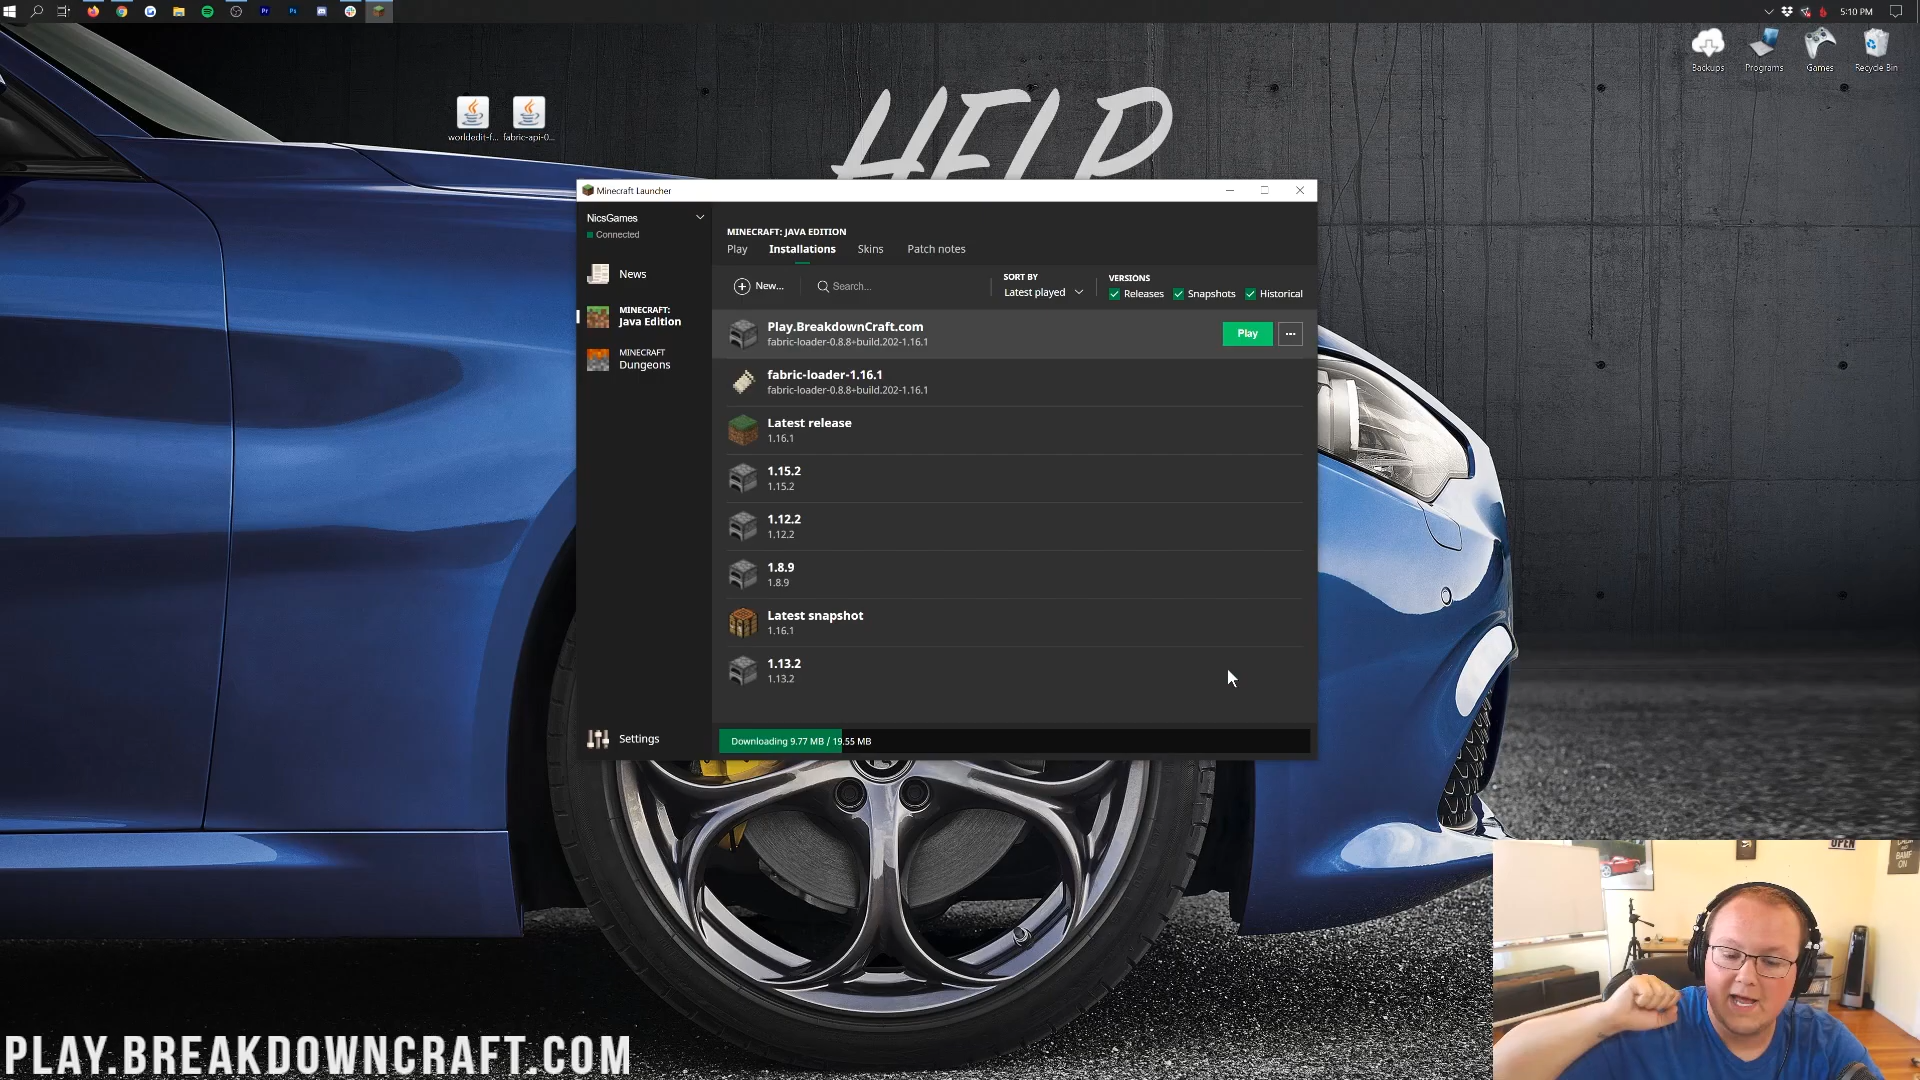 5:10 PM
Backups
Programs
Games
Recycle Bin
worldedit-f...
fabric-api-0...
HELP
Minecraft Launcher
NicsGames
Connected
News
MINECRAFT:
Java Edition
MINECRAFT
Dungeons
Settings
MINECRAFT: JAVA EDITION
Play
Installations
Skins
Patch notes
New...
Search...
SORT BY
Latest played
VERSIONS
Releases
Snapshots
Historical
Play.BreakdownCraft.com
fabric-loader-0.8.8+build.202-1.16.1
Play
fabric-loader-1.16.1
fabric-loader-0.8.8+build.202-1.16.1
Latest release
1.16.1
1.15.2
1.15.2
1.12.2
1.12.2
1.8.9
1.8.9
Latest snapshot
1.16.1
1.13.2
1.13.2
Downloading 9.77 MB / 19.55 MB
OPEN
PLAY.BREAKDOWNCRAFT.COM